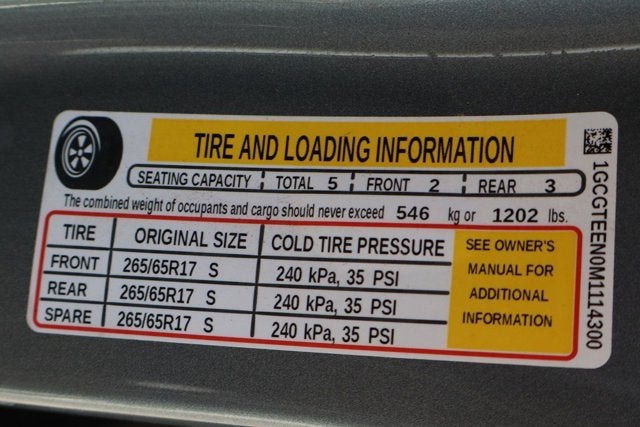 TIRE AND LOADING INFORMATION
SEATING CAPACITY TOTAL 5 FRONT 2 REAR 3
The combined weight of occupants and cargo should never exceed 546 kg or 1202 lbs.
TIRE ORIGINAL SIZE COLD TIRE PRESSURE
FRONT 265/65R17 S 240 kPa, 35 PSI
REAR 265/65R17 S 240 kPa, 35 PSI
SPARE 265/65R17 S 240 kPa, 35 PSI
SEE OWNER'S
MANUAL FOR
ADDITIONAL
INFORMATION
1GCGTEEN0M1114300